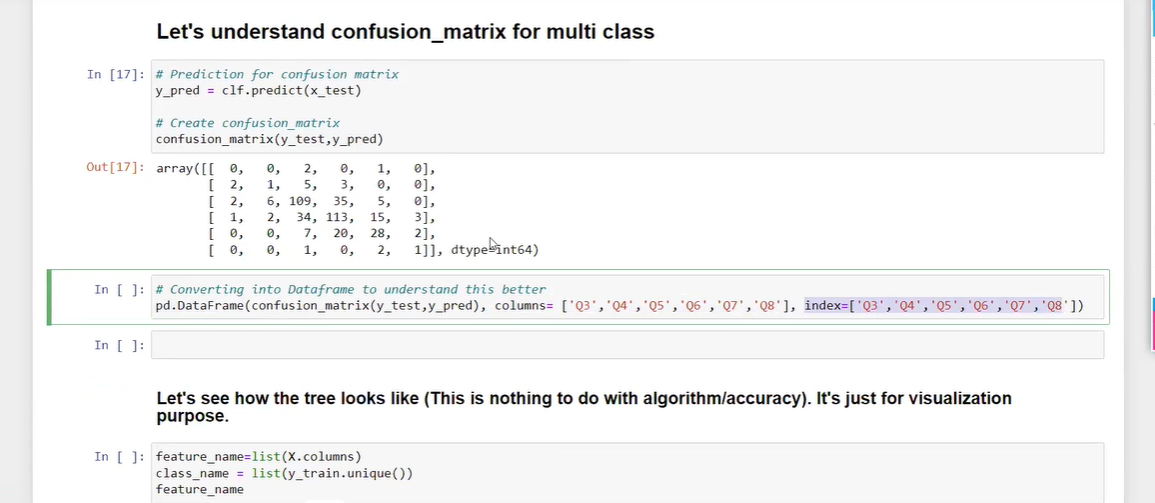 Let's understand confusion_matrix for multi class
In [17]: # Prediction for confusion matrix
y_pred = clf.predict(x_test)
# Create confusion_matrix
confusion_matrix(y_test,y_pred)
Out[17]: array([[ 0, 0, 2, 0, 1, 0],
[ 2, 1, 5, 3, 0, 0],
[ 2, 6, 109, 35, 5, 0],
[ 1, 2, 34, 113, 15, 3],
[ 0, 0, 7, 20, 28, 2],
[ 0, 0, 1, 0, 2, 1]], dtype=int64)
In [ ]: # Converting into Dataframe to understand this better
pd.DataFrame(confusion_matrix(y_test,y_pred), columns= ['Q3','Q4','Q5','Q6','Q7','Q8'], index=['Q3','Q4','Q5','Q6','Q7','Q8'])
In [ ]:
Let's see how the tree looks like (This is nothing to do with algorithm/accuracy). It's just for visualization
purpose.
In [ ]: feature_name=list(X.columns)
class_name = list(y_train.unique())
feature_name